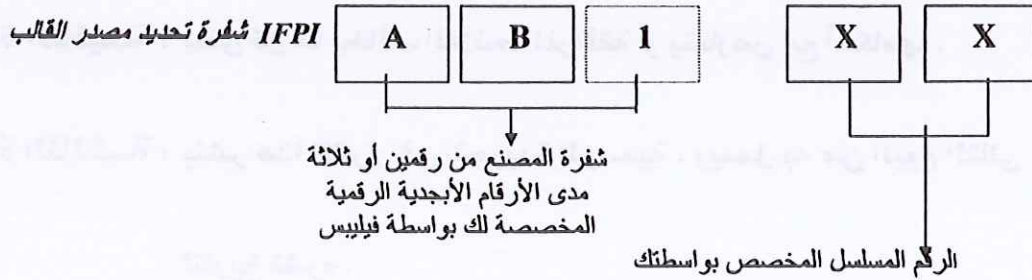 IFPI شفرة تحديد مصدر القالب
A B 1 X X
شفرة المصنع من رقمين أو ثلاثة
مدى الأرقام الأبجدية الرقمية
المخصصة لك بواسطة فيليبس
الرقم المسلسل المخصص بواسطتك